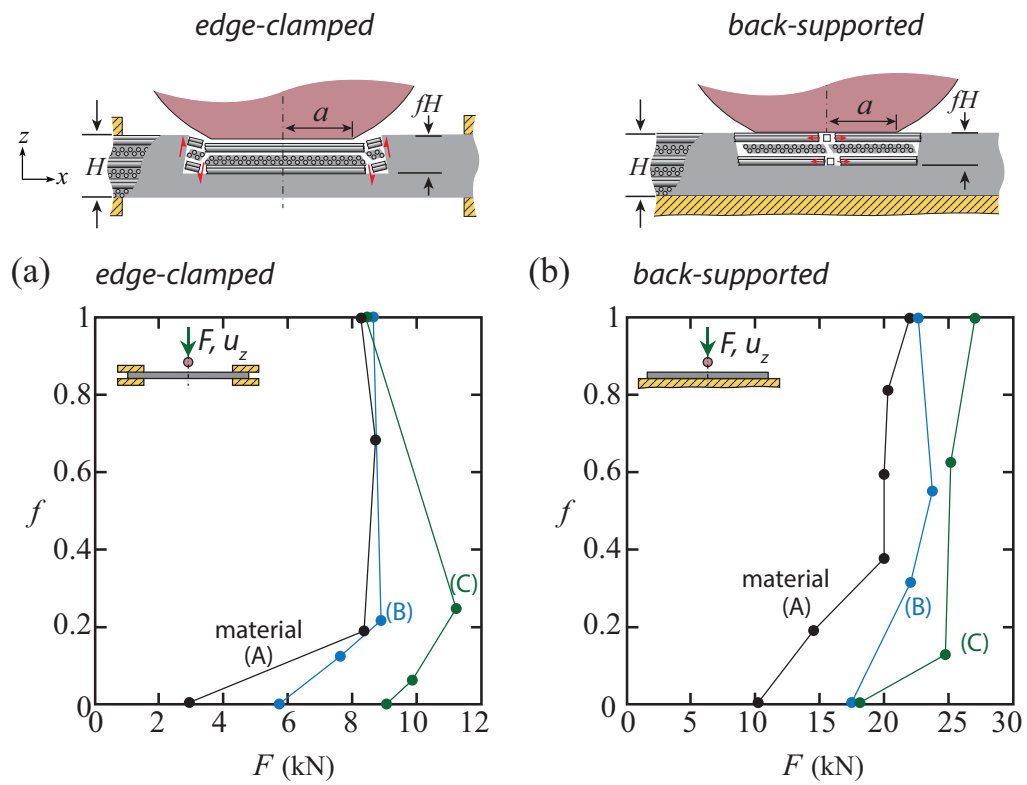 edge-clamped
back-supported
a
fH
z
H
x
a
fH
H
(a)
edge-clamped
(b)
back-supported
1
0.8
0.6
f
0.4
0.2
0
F, u_z
material
(A)
(B)
(C)
0
2
4
6
8
10
12
F (kN)
1
0.8
0.6
f
0.4
0.2
0
F, u_z
material
(A)
(B)
(C)
0
5
10
15
20
25
30
F (kN)